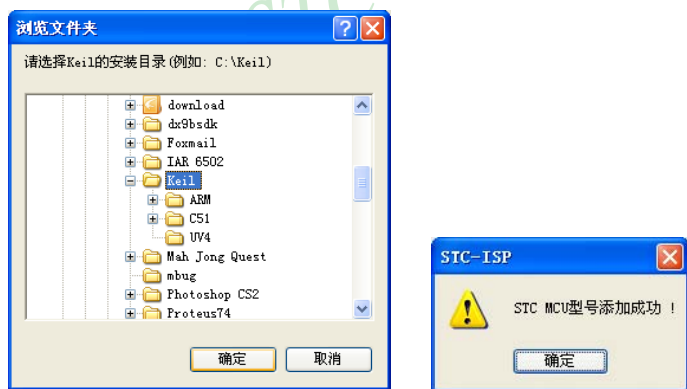 STC
浏览文件夹
请选择Keil的安装目录(例如: C:\Keil)
download
dx9bsdk
Foxmail
IAR 6502
Keil
ARM
C51
UV4
Mah Jong Quest
mbug
Photoshop CS2
Proteus74
确定
取消
STC-ISP
STC MCU型号添加成功 !
确定